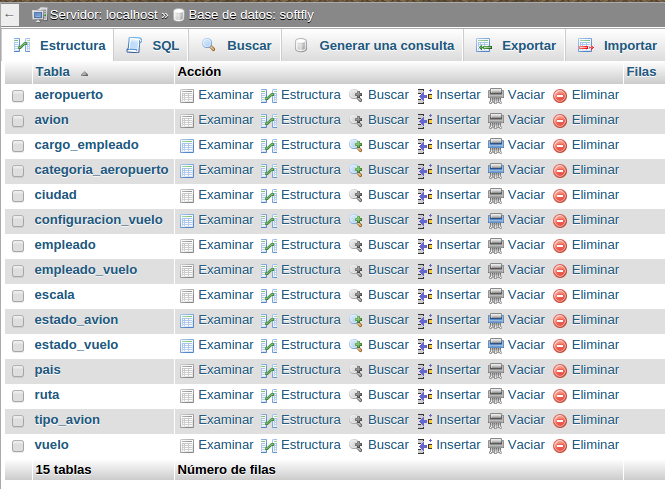 Servidor: localhost » Base de datos: softfly
Estructura SQL Buscar Generar una consulta Exportar Importar
Tabla Acción Filas
aeropuerto Examinar Estructura Buscar Insertar Vaciar Eliminar
avion Examinar Estructura Buscar Insertar Vaciar Eliminar
cargo_empleado Examinar Estructura Buscar Insertar Vaciar Eliminar
categoria_aeropuerto Examinar Estructura Buscar Insertar Vaciar Eliminar
ciudad Examinar Estructura Buscar Insertar Vaciar Eliminar
configuracion_vuelo Examinar Estructura Buscar Insertar Vaciar Eliminar
empleado Examinar Estructura Buscar Insertar Vaciar Eliminar
empleado_vuelo Examinar Estructura Buscar Insertar Vaciar Eliminar
escala Examinar Estructura Buscar Insertar Vaciar Eliminar
estado_avion Examinar Estructura Buscar Insertar Vaciar Eliminar
estado_vuelo Examinar Estructura Buscar Insertar Vaciar Eliminar
pais Examinar Estructura Buscar Insertar Vaciar Eliminar
ruta Examinar Estructura Buscar Insertar Vaciar Eliminar
tipo_avion Examinar Estructura Buscar Insertar Vaciar Eliminar
vuelo Examinar Estructura Buscar Insertar Vaciar Eliminar
15 tablas Número de filas